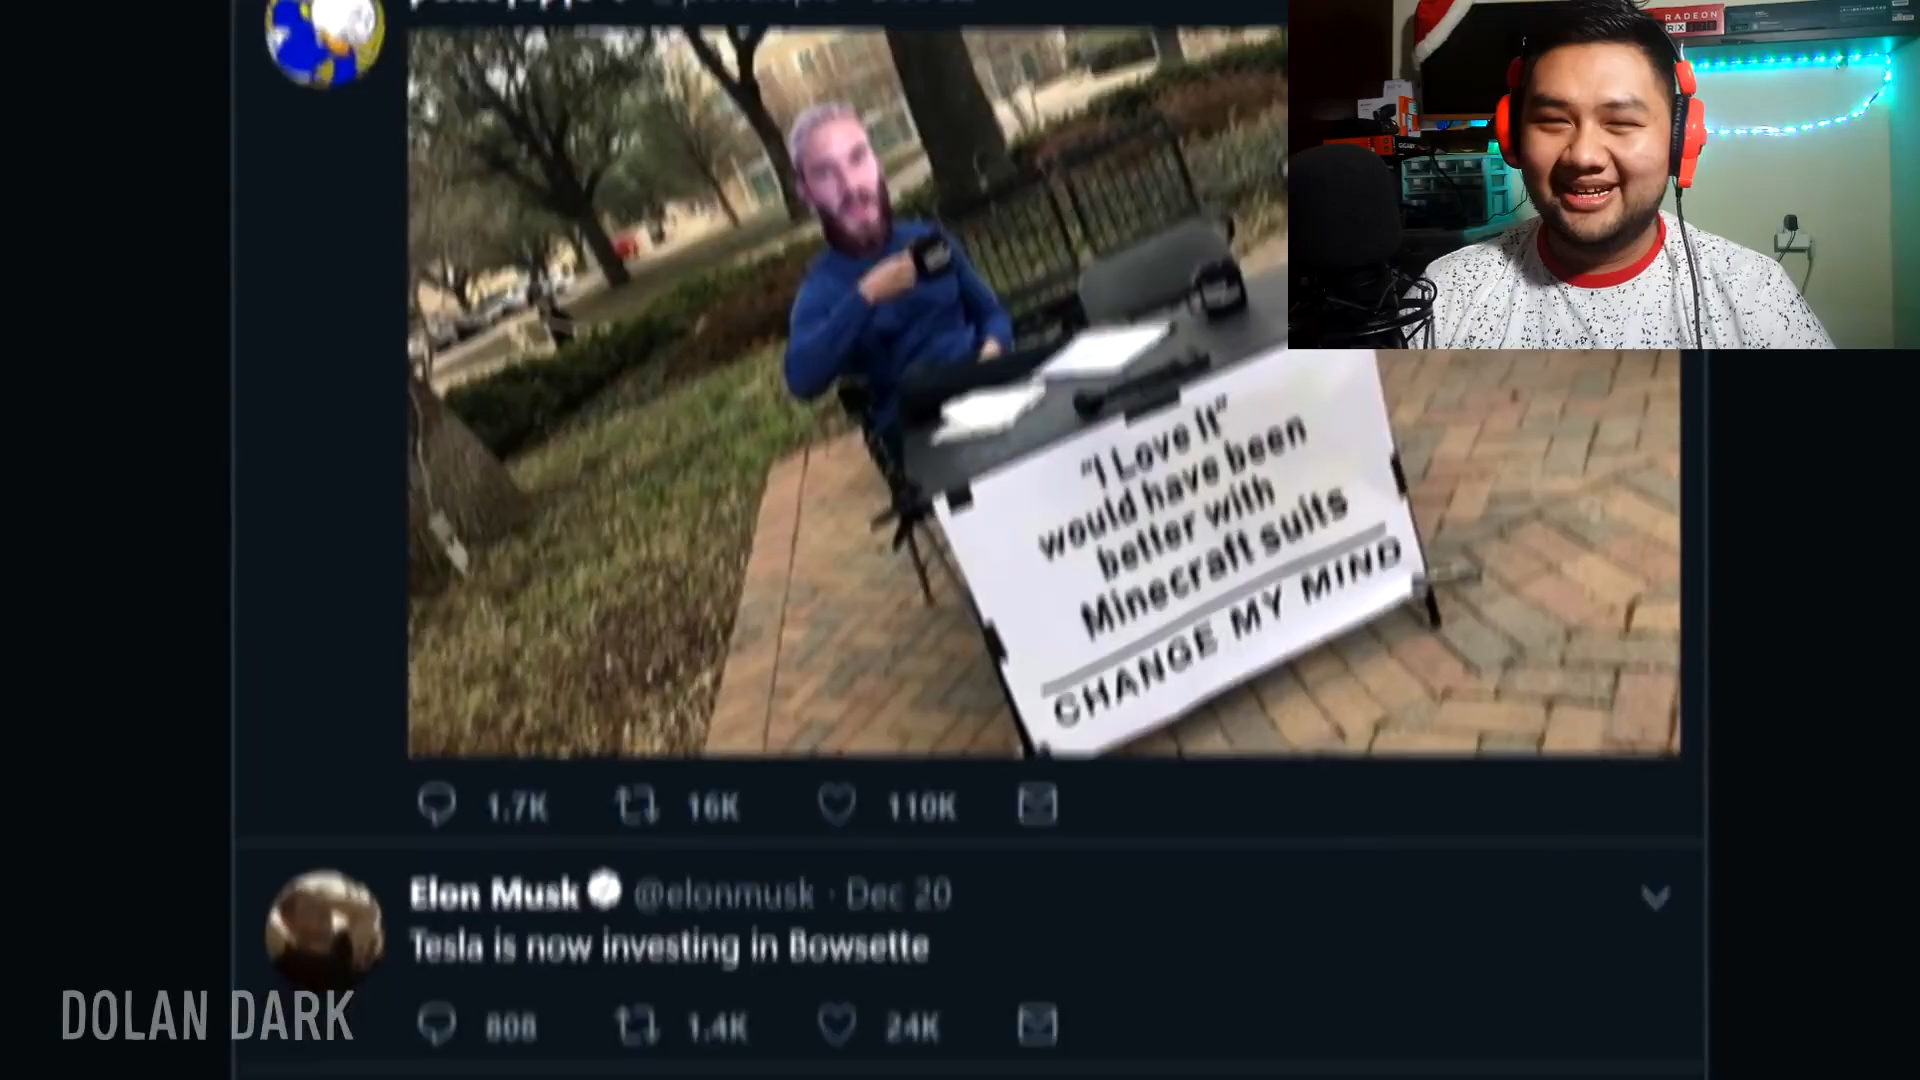 RADEON
RX
"I Love It"
would have been
better with
Minecraft suits
CHANGE MY MIND
1.7K
16K
110K
Elon Musk @elonmusk · Dec 20
Tesla is now investing in Bowsette
808
1.4K
24K
DOLAN DARK